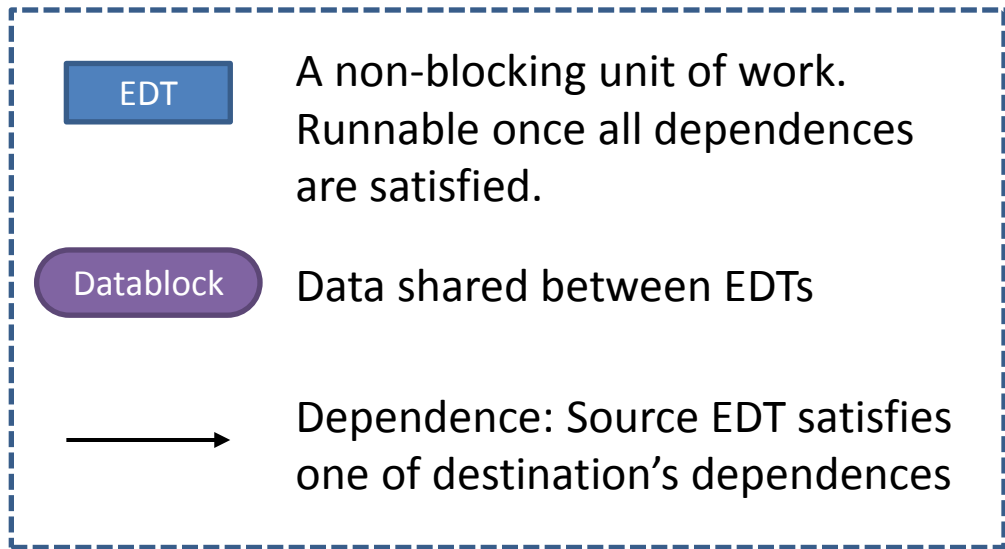 EDT
A non-blocking unit of work.
Runnable once all dependences
are satisfied.
Datablock
Data shared between EDTs
Dependence: Source EDT satisfies
one of destination’s dependences